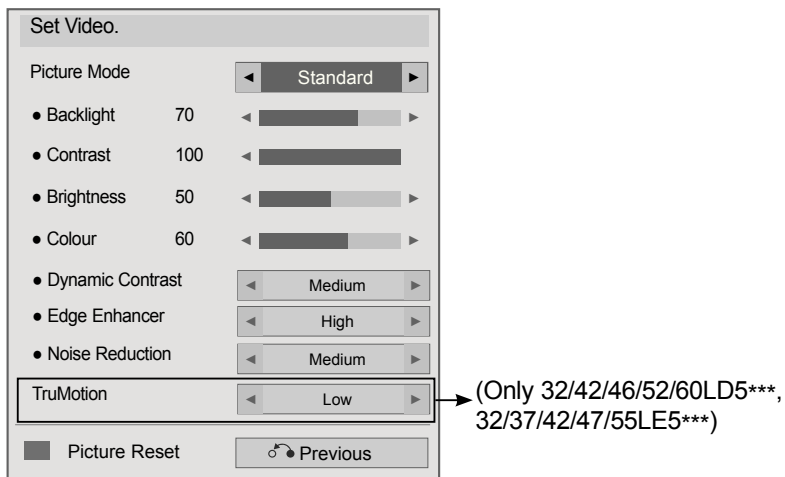 Set Video.
Picture Mode ◄ Standard ►
● Backlight 70 ◄ ►
● Contrast 100 ◄
● Brightness 50 ◄ ►
● Colour 60 ◄ ►
● Dynamic Contrast ◄ Medium ►
● Edge Enhancer ◄ High ►
● Noise Reduction ◄ Medium ►
TruMotion ◄ Low ►
(Only 32/42/46/52/60LD5***,
32/37/42/47/55LE5***)
Picture Reset Previous